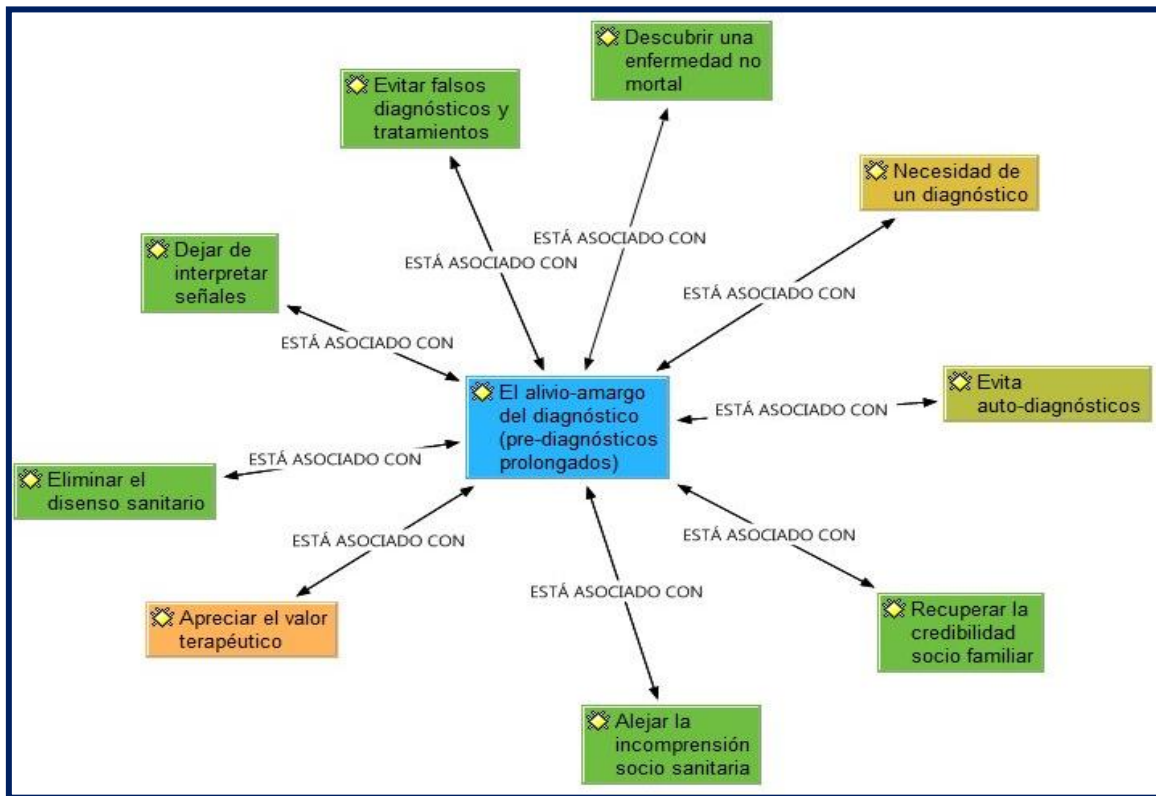 Descubrir una
enfermedad no
mortal
Evitar falsos
diagnósticos y
tratamientos
Necesidad de
un diagnóstico
ESTÁ ASOCIADO CON
Dejar de
interpretar
señales
ESTÁ ASOCIADO CON
ESTÁ ASOCIADO CON
ESTÁ ASOCIADO CON
El alivio-amargo
del diagnóstico
(pre-diagnósticos
prolongados)
Evita
auto-diagnósticos
ESTÁ ASOCIADO CON
ESTÁ ASOCIADO CON
Eliminar el
disenso sanitario
ESTÁ ASOCIADO CON
ESTÁ ASOCIADO CON
ESTÁ ASOCIADO CON
Apreciar el valor
terapéutico
Recuperar la
credibilidad
socio familiar
Alejar la
incomprensión
socio sanitaria